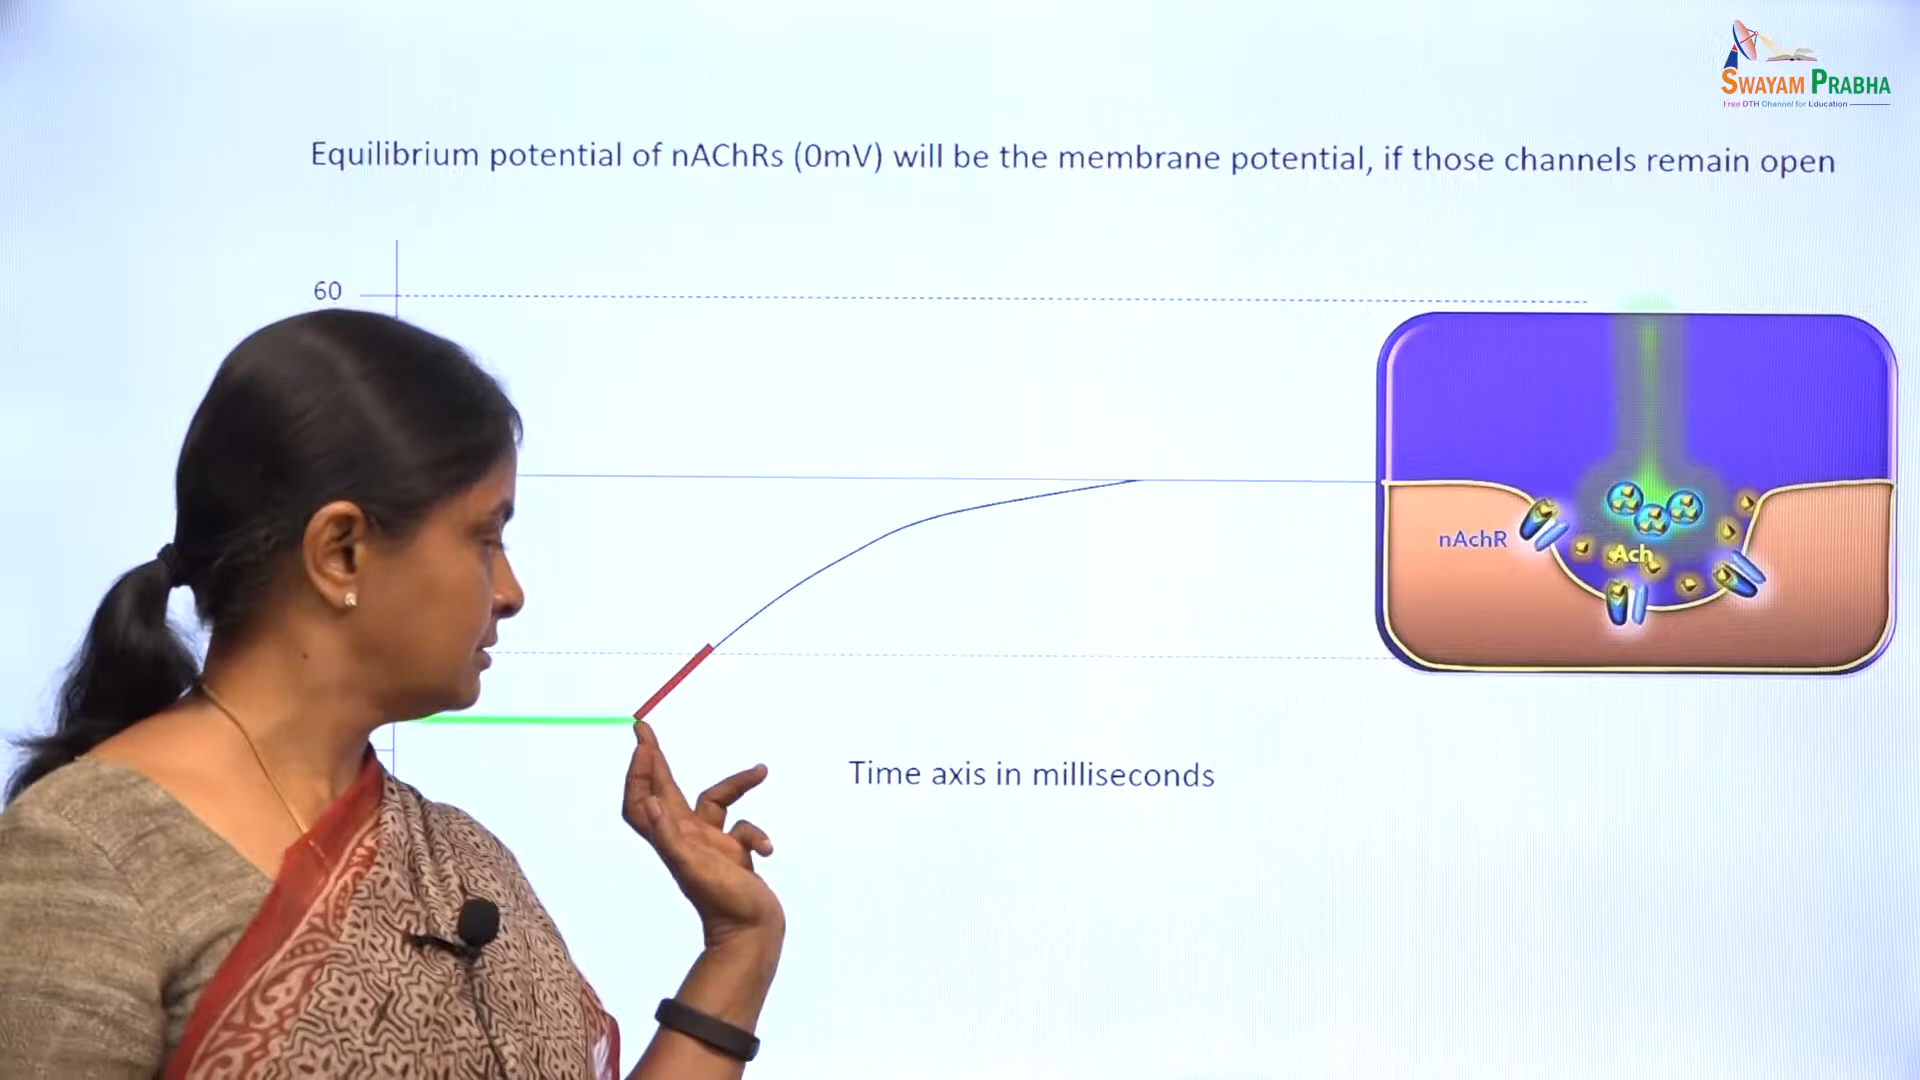 SWAYAM PRABHA
Free DTH Channel for Education
Equilibrium potential of nAChRs (0mV) will be the membrane potential, if those channels remain open
60
nAchR
Ach
Time axis in milliseconds